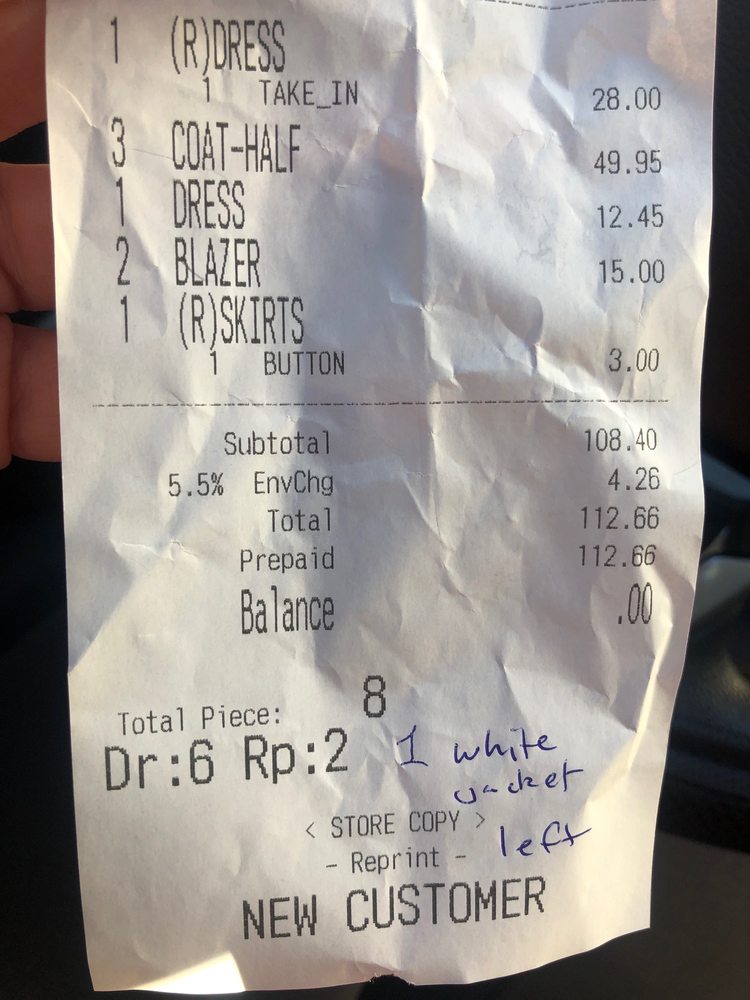 1 (R)DRESS
1 TAKE_IN 28.00
3 COAT-HALF 49.95
1 DRESS 12.45
2 BLAZER 15.00
1 (R)SKIRTS
1 BUTTON 3.00
Subtotal 108.40
5.5% EnvChg 4.26
Total 112.66
Prepaid 112.66
Balance .00
Total Piece: 8
Dr:6 Rp:2
1 white
jacket
left
< STORE COPY >
- Reprint -
NEW CUSTOMER